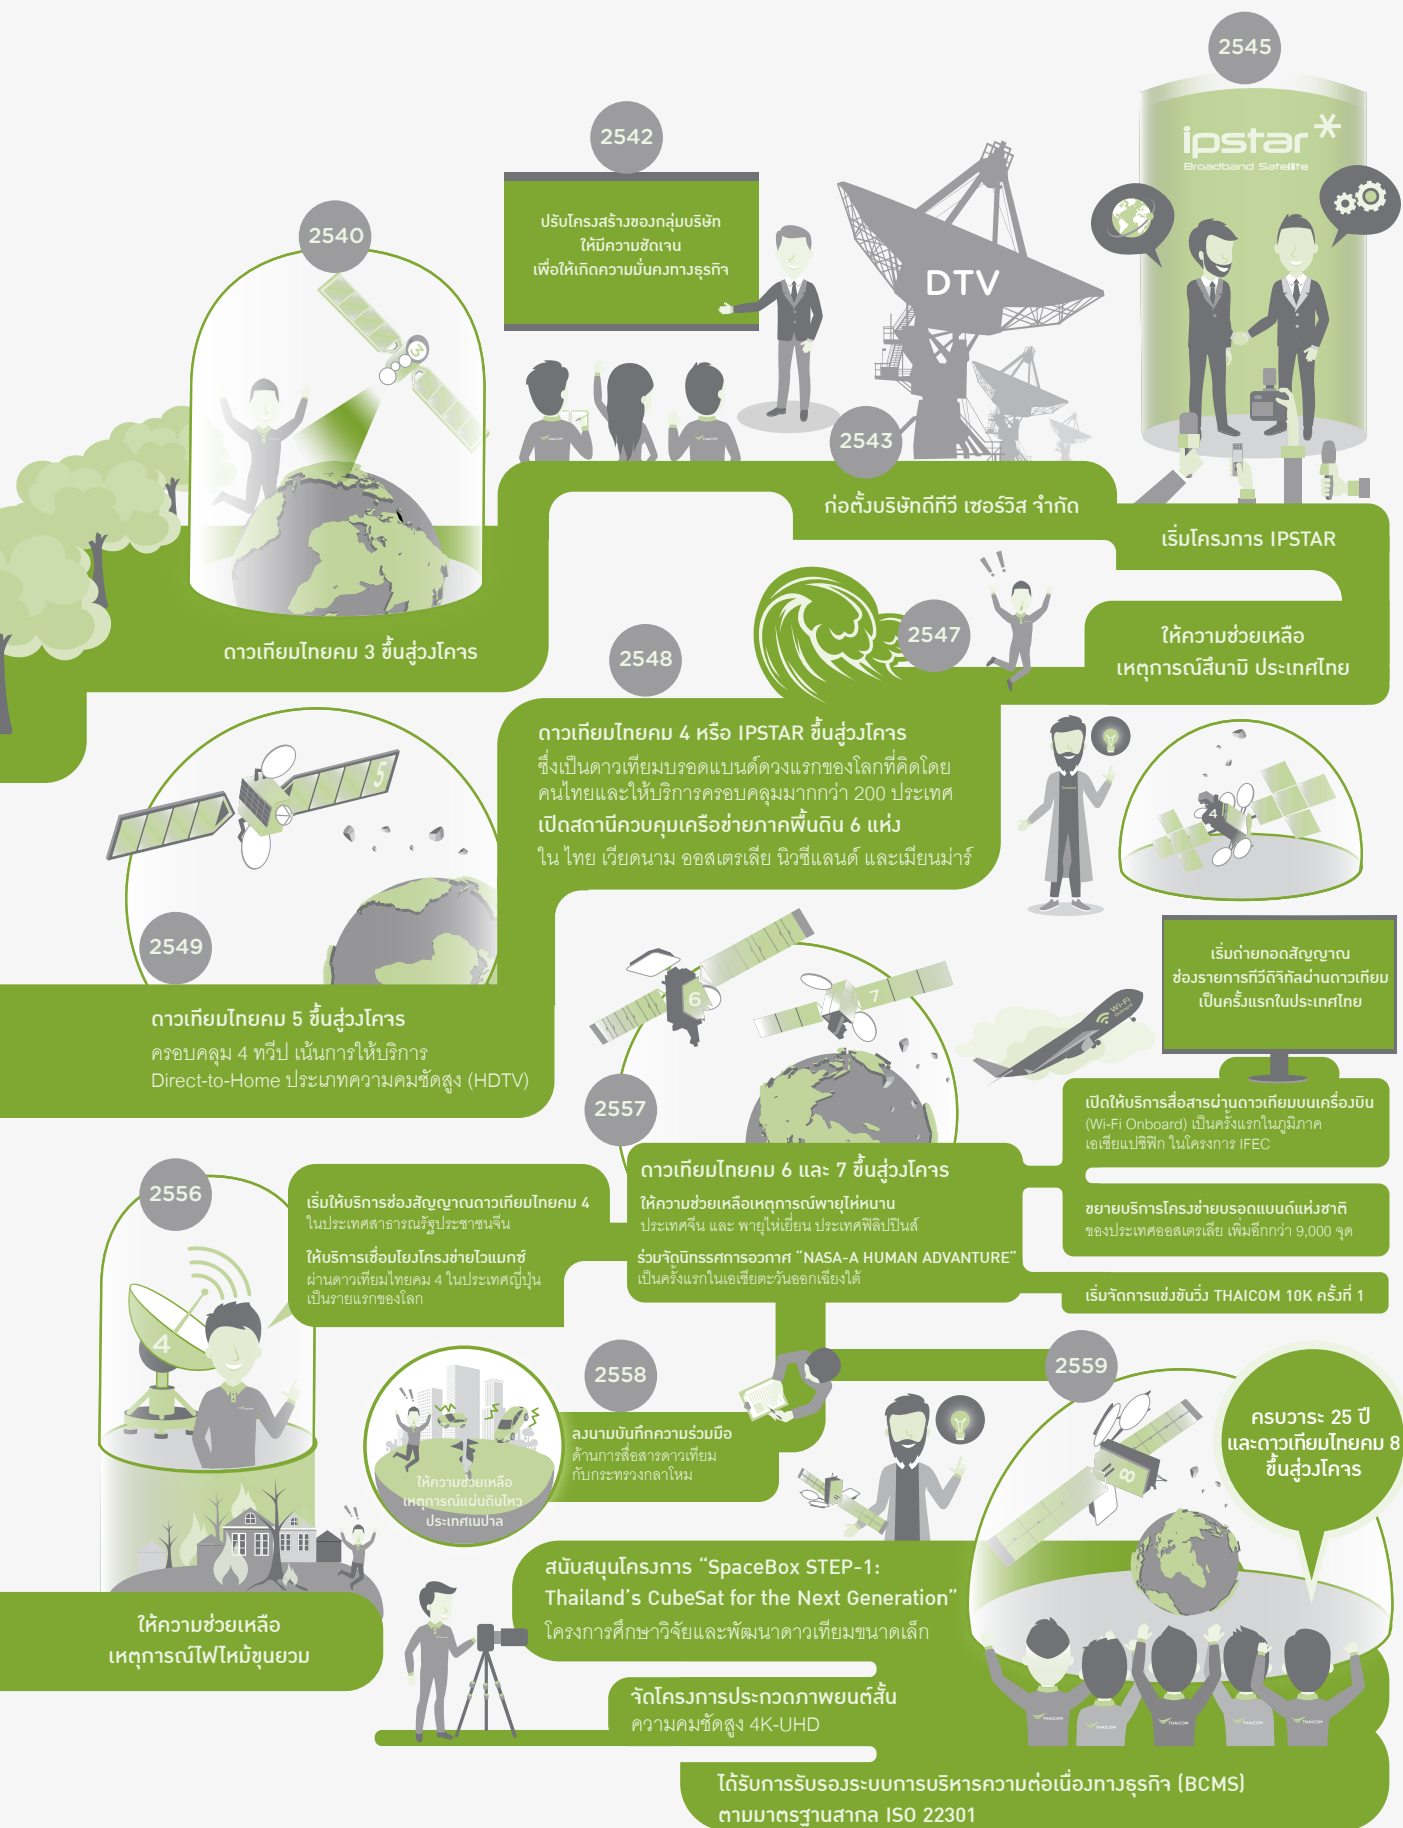 2540
3
ดาวเทียมไทยคม 3 ขึ้นสู่วงโคจร
2542
ปรับโครงสร้างของกลุ่มบริษัท
ให้มีความชัดเจน
เพื่อให้เกิดความมั่นคงทางธุรกิจ
THAICOM
THAICOM
DTV
2543
ก่อตั้งบริษัทดีทีวี เซอร์วิส จำกัด
2545
ipstar
Broadband Satellite
เริ่มโครงการ IPSTAR
2547
ให้ความช่วยเหลือ
เหตุการณ์สึนามิ ประเทศไทย
2548
ดาวเทียมไทยคม 4 หรือ IPSTAR ขึ้นสู่วงโคจร
ซึ่งเป็นดาวเทียมบรอดแบนด์ดวงแรกของโลกที่คิดโดย
คนไทยและให้บริการครอบคลุมมากกว่า 200 ประเทศ
เปิดสถานีควบคุมเครือข่ายภาคพื้นดิน 6 แห่ง
ใน ไทย เวียดนาม ออสเตรเลีย นิวซีแลนด์ และเมียนม่าร์
Thailand
4
5
2549
ดาวเทียมไทยคม 5 ขึ้นสู่วงโคจร
ครอบคลุม 4 ทวีป เน้นการให้บริการ
Direct-to-Home ประเภทความคมชัดสูง (HDTV)
2556
4
เริ่มให้บริการช่องสัญญาณดาวเทียมไทยคม 4
ในประเทศสาธารณรัฐประชาชนจีน
ให้บริการเชื่อมโยงโครงข่ายไวแมกซ์
ผ่านดาวเทียมไทยคม 4 ในประเทศญี่ปุ่น
เป็นรายแรกของโลก
ให้ความช่วยเหลือ
เหตุการณ์ไฟไหม้ขุนยวม
6
7
2557
ดาวเทียมไทยคม 6 และ 7 ขึ้นสู่วงโคจร
ให้ความช่วยเหลือเหตุการณ์พายุไห่หนาน
ประเทศจีน และ พายุไห่เยี่ยน ประเทศฟิลิปปินส์
ร่วมจัดนิทรรศการอวกาศ “NASA-A HUMAN ADVANTURE”
เป็นครั้งแรกในเอเชียตะวันออกเฉียงใต้
เริ่มถ่ายทอดสัญญาณ
ช่องรายการทีวีดิจิทัลผ่านดาวเทียม
เป็นครั้งแรกในประเทศไทย
Wi-Fi
Onboard
เปิดให้บริการสื่อสารผ่านดาวเทียมบนเครื่องบิน
(Wi-Fi Onboard) เป็นครั้งแรกในภูมิภาค
เอเชียแปซิฟิก ในโครงการ IFEC
ขยายบริการโครงข่ายบรอดแบนด์แห่งชาติ
ของประเทศออสเตรเลีย เพิ่มอีกกว่า 9,000 จุด
เริ่มจัดการแข่งขันวิ่ง THAICOM 10K ครั้งที่ 1
2558
ลงนามบันทึกความร่วมมือ
ด้านการสื่อสารดาวเทียม
กับกระทรวงกลาโหม
ให้ความช่วยเหลือ
เหตุการณ์แผ่นดินไหว
ประเทศเนปาล
2559
8
ครบวาระ 25 ปี
และดาวเทียมไทยคม 8
ขึ้นสู่วงโคจร
สนับสนุนโครงการ “SpaceBox STEP-1:
Thailand’s CubeSat for the Next Generation”
โครงการศึกษาวิจัยและพัฒนาดาวเทียมขนาดเล็ก
จัดโครงการประกวดภาพยนต์สั้น
ความคมชัดสูง 4K-UHD
THAICOM
THAICOM
THAICOM
THAICOM
THAICOM
ได้รับการรับรองระบบการบริหารความต่อเนื่องทางธุรกิจ (BCMS)
ตามมาตรฐานสากล ISO 22301